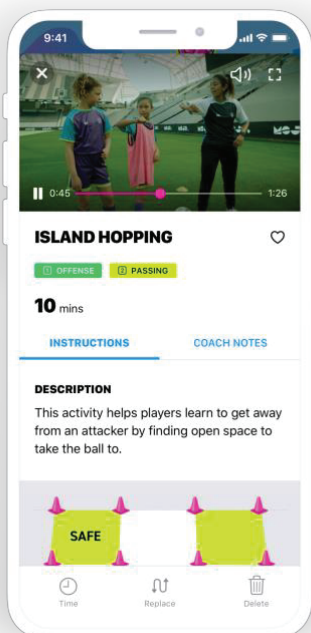 9:41
0:45
1:26
ISLAND HOPPING
1 OFFENSE
2 PASSING
10 mins
INSTRUCTIONS
COACH NOTES
DESCRIPTION
This activity helps players learn to get away
from an attacker by finding open space to
take the ball to.
SAFE
Time
Replace
Delete